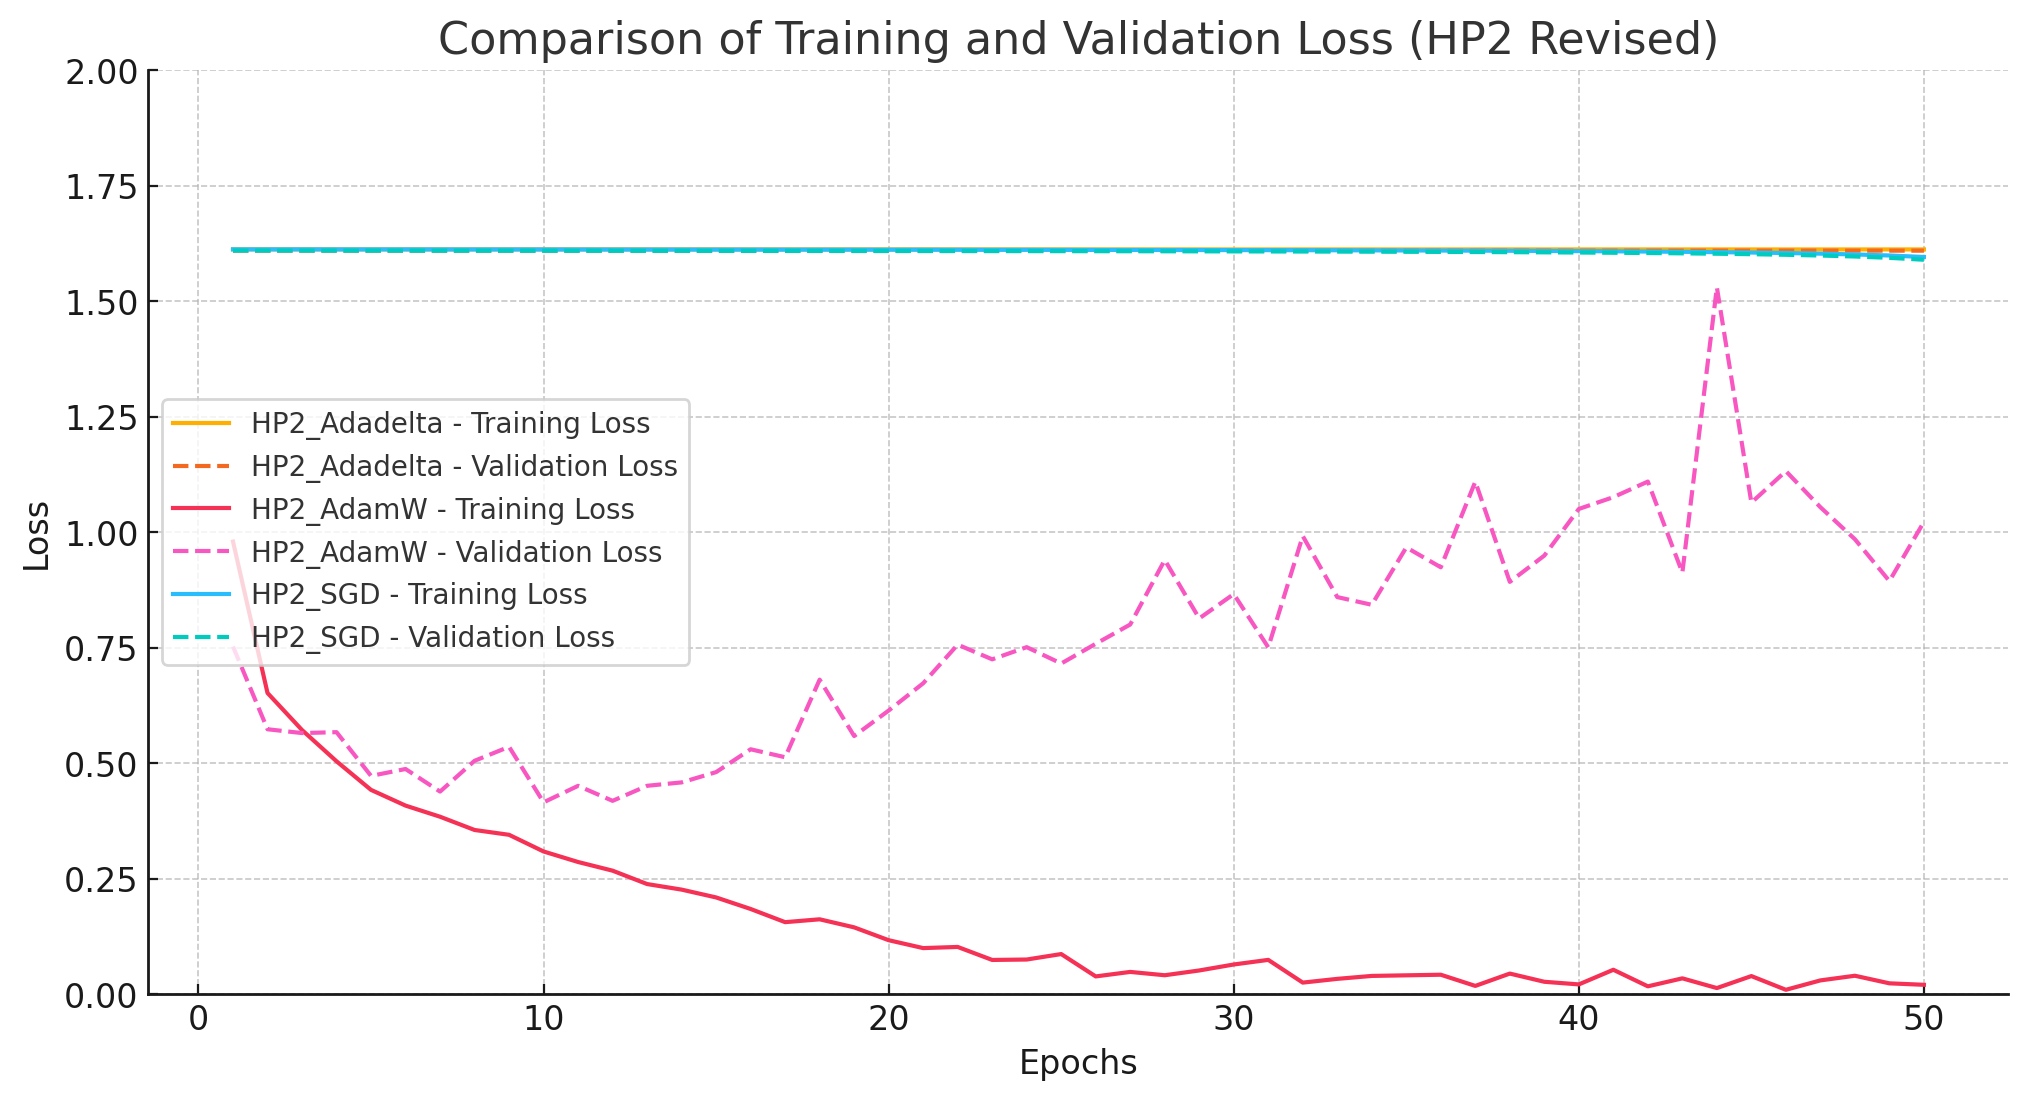 Comparison of Training and Validation Loss (HP2 Revised)
2.00
1.75
1.50
1.25
1.00
0.75
0.50
0.25
0.00
Loss
HP2_Adadelta - Training Loss
HP2_Adadelta - Validation Loss
HP2_AdamW - Training Loss
HP2_AdamW - Validation Loss
HP2_SGD - Training Loss
HP2_SGD - Validation Loss
0 10 20 30 40 50
Epochs